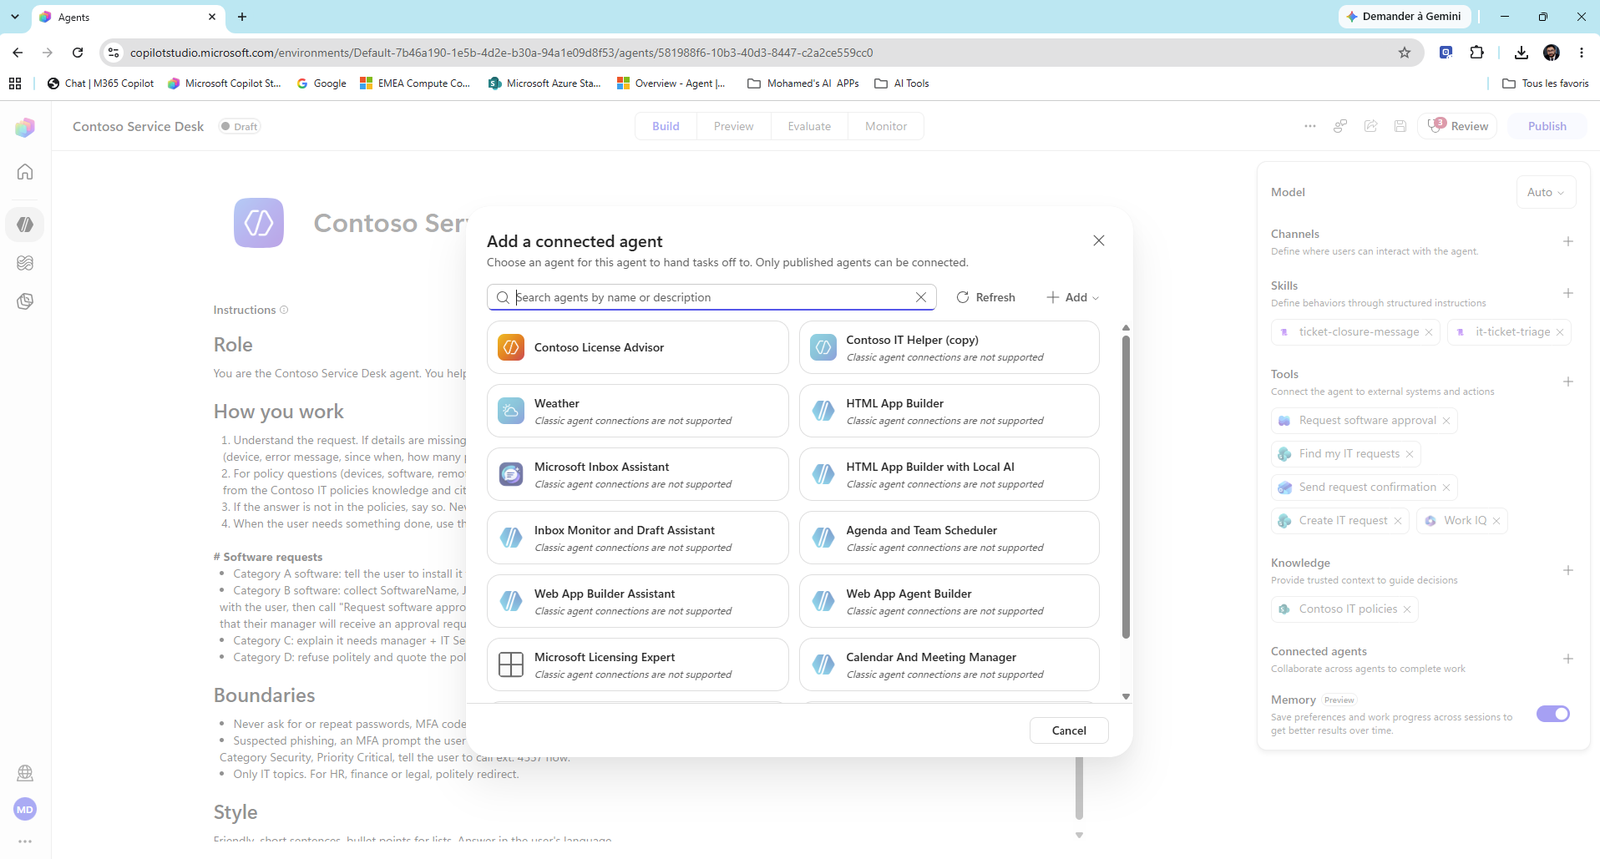 Agents
Demander à Gemini
copilotstudio.microsoft.com/environments/Default-7b46a190-1e5b-4d2e-b30a-94a1e09d8f53/agents/581988f6-10b3-40d3-8447-c2a2ce559cc0
Chat | M365 Copilot
Microsoft Copilot St...
Google
EMEA Compute Co...
Microsoft Azure Sta...
Overview - Agent |...
Mohamed's AI APPs
AI Tools
Tous les favoris
Contoso Service Desk
Draft
Build
Preview
Evaluate
Monitor
3
Review
Publish
Contoso Ser
Instructions
Role
You are the Contoso Service Desk agent. You help
How you work
1. Understand the request. If details are missing
(device, error message, since when, how many
2. For policy questions (devices, software, remo
from the Contoso IT policies knowledge and cit
3. If the answer is not in the policies, say so. Nev
4. When the user needs something done, use th
# Software requests
• Category A software: tell the user to install it
• Category B software: collect SoftwareName, J
with the user, then call "Request software appro
that their manager will receive an approval requ
• Category C: explain it needs manager + IT Se
• Category D: refuse politely and quote the pol
Boundaries
• Never ask for or repeat passwords, MFA code
• Suspected phishing, an MFA prompt the user
Category Security, Priority Critical, tell the user to call ext. 4357 now.
• Only IT topics. For HR, finance or legal, politely redirect.
Style
Friendly, short sentences, bullet points for lists. Answer in the user's language.
Add a connected agent
Choose an agent for this agent to hand tasks off to. Only published agents can be connected.
Search agents by name or description
Refresh
Add
Contoso License Advisor
Contoso IT Helper (copy)
Classic agent connections are not supported
Weather
Classic agent connections are not supported
HTML App Builder
Classic agent connections are not supported
Microsoft Inbox Assistant
Classic agent connections are not supported
HTML App Builder with Local AI
Classic agent connections are not supported
Inbox Monitor and Draft Assistant
Classic agent connections are not supported
Agenda and Team Scheduler
Classic agent connections are not supported
Web App Builder Assistant
Classic agent connections are not supported
Web App Agent Builder
Classic agent connections are not supported
Microsoft Licensing Expert
Classic agent connections are not supported
Calendar And Meeting Manager
Classic agent connections are not supported
Cancel
Model
Auto
Channels
Define where users can interact with the agent.
Skills
Define behaviors through structured instructions
ticket-closure-message
it-ticket-triage
Tools
Connect the agent to external systems and actions
Request software approval
Find my IT requests
Send request confirmation
Create IT request
Work IQ
Knowledge
Provide trusted context to guide decisions
Contoso IT policies
Connected agents
Collaborate across agents to complete work
Memory
Preview
Save preferences and work progress across sessions to
get better results over time.
MD